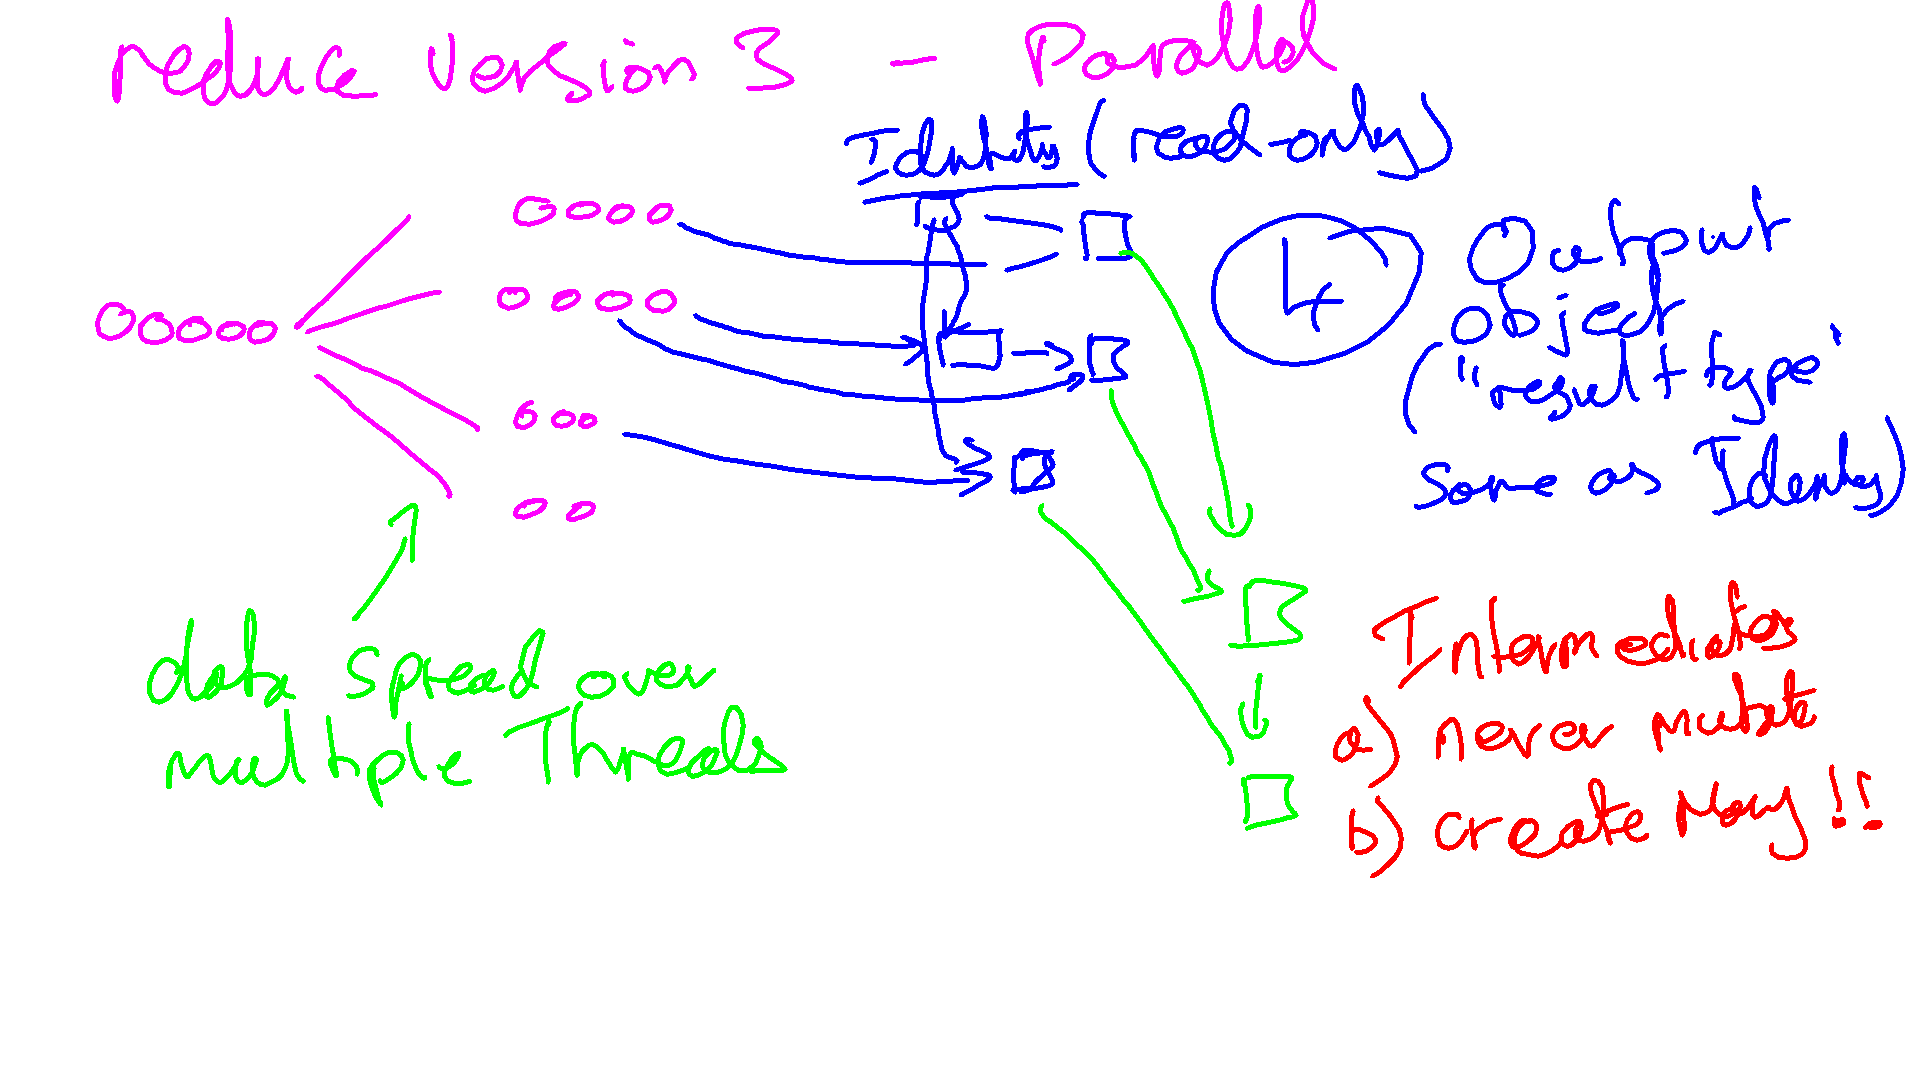 reduce version 3 - Parallel
Identity (read-only)
4
Output
object
("result type"
same as Identity)
data spread over
multiple Threads
Intermediates
a) never mutate
b) create Many !!